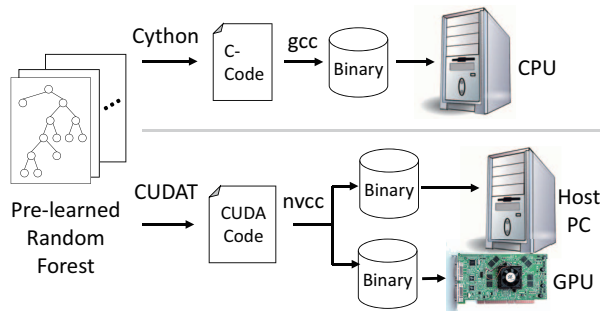 Cython
C-
Code
gcc
Binary
CPU
Pre-learned
Random
Forest
CUDAT
CUDA
Code
nvcc
Binary
Host
PC
Binary
GPU